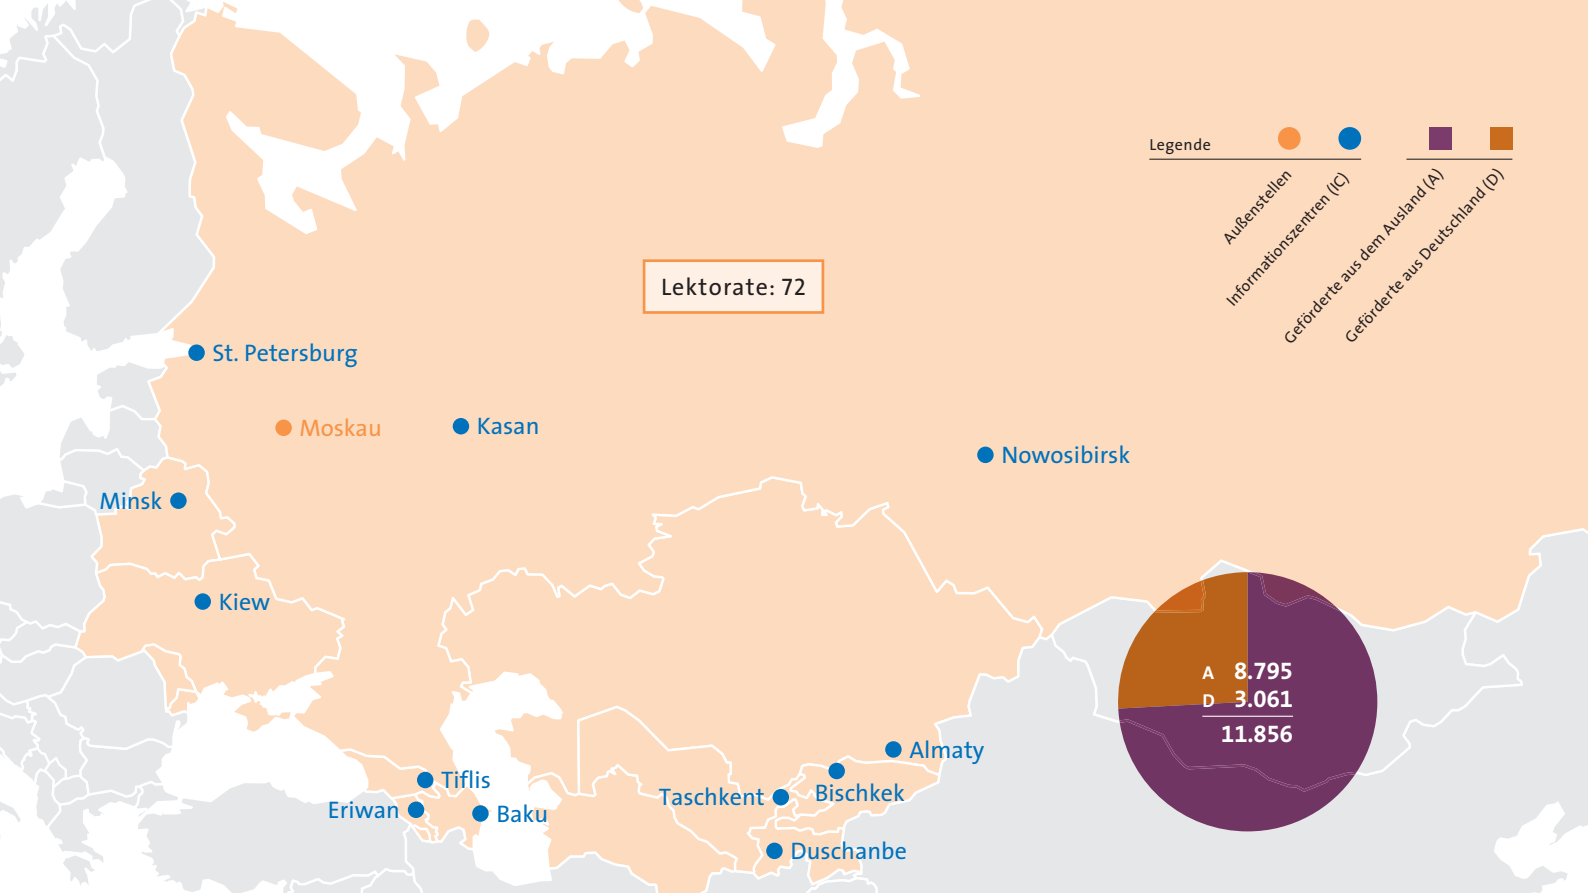 Legende
Außenstellen
Informationszentren (IC)
Geförderte aus dem Ausland (A)
Geförderte aus Deutschland (D)
Lektorate: 72
St. Petersburg
Moskau
Kasan
Nowosibirsk
Minsk
Kiew
A 8.795
D 3.061
11.856
Almaty
Tiflis
Bischkek
Taschkent
Eriwan
Baku
Duschanbe